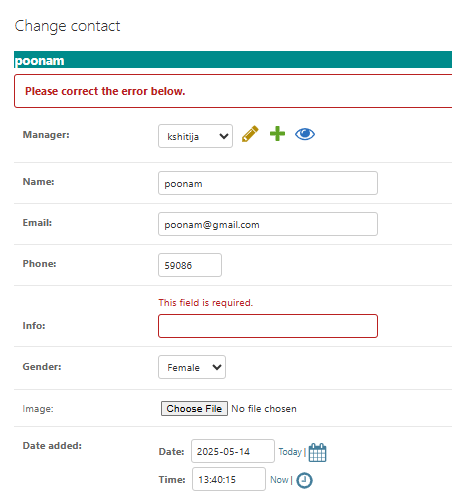 Change contact
poonam
Please correct the error below.
Manager: kshitija
Name: poonam
Email: poonam@gmail.com
Phone: 59086
This field is required.
Info:
Gender: Female
Image: Choose File No file chosen
Date added: Date: 2025-05-14 Today |
Time: 13:40:15 Now |